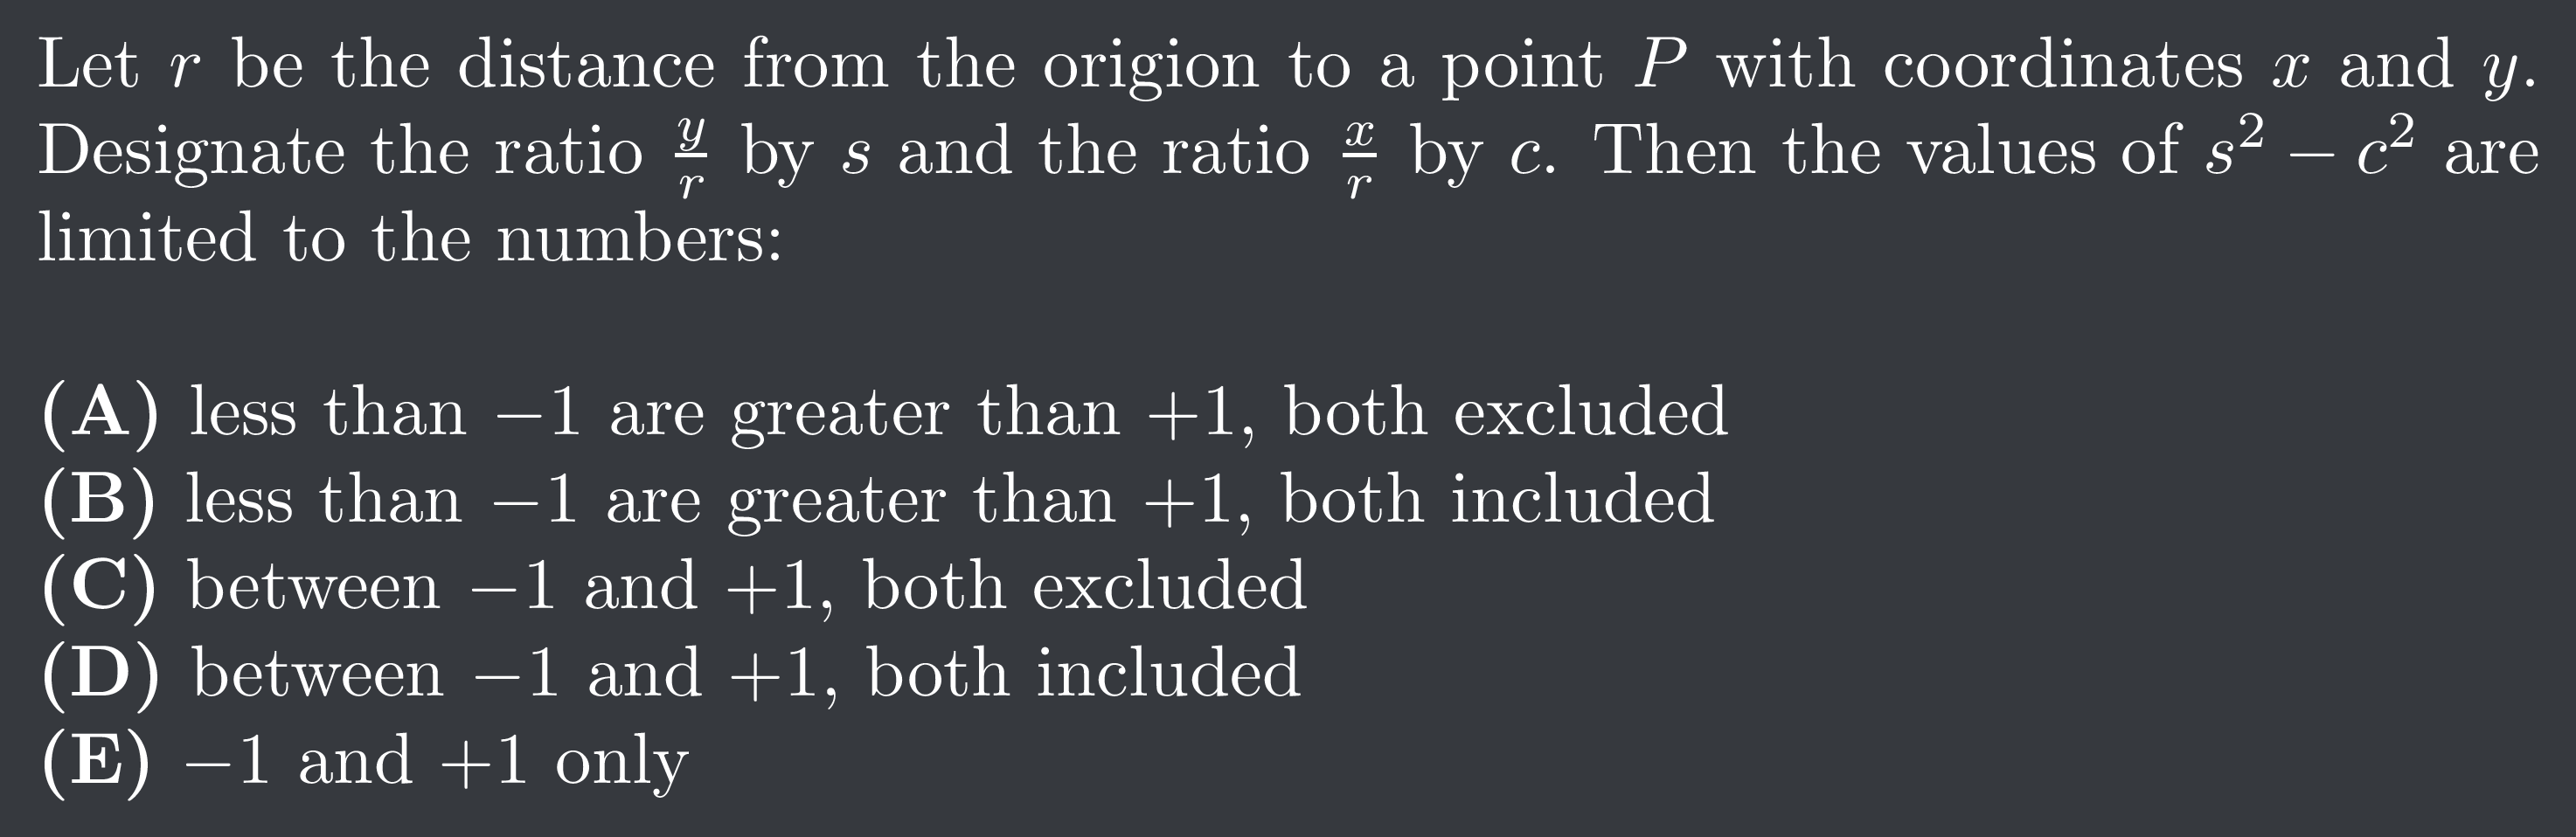 Let r be the distance from the origion to a point P with coordinates x and y.
Designate the ratio \frac{y}{r} by s and the ratio \frac{x}{r} by c. Then the values of s² − c² are
limited to the numbers:
(A) less than −1 are greater than +1, both excluded
(B) less than −1 are greater than +1, both included
(C) between −1 and +1, both excluded
(D) between −1 and +1, both included
(E) −1 and +1 only